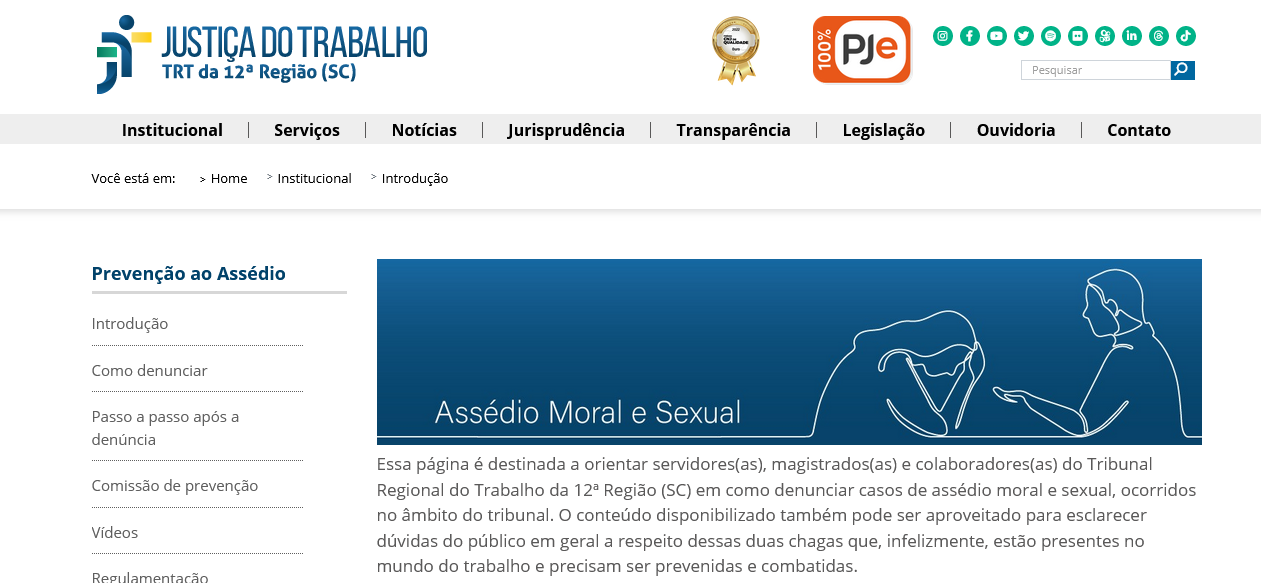 JUSTIÇA DO TRABALHO
TRT da 12ª Região (SC)
2022
QUALIDADE
Ouro
100%
PJe
Pesquisar
Institucional
Serviços
Notícias
Jurisprudência
Transparência
Legislação
Ouvidoria
Contato
Você está em: > Home > Institucional > Introdução
Prevenção ao Assédio
Introdução
Como denunciar
Passo a passo após a
denúncia
Comissão de prevenção
Vídeos
Regulamentação
Assédio Moral e Sexual
Essa página é destinada a orientar servidores(as), magistrados(as) e colaboradores(as) do Tribunal
Regional do Trabalho da 12ª Região (SC) em como denunciar casos de assédio moral e sexual, ocorridos
no âmbito do tribunal. O conteúdo disponibilizado também pode ser aproveitado para esclarecer
dúvidas do público em geral a respeito dessas duas chagas que, infelizmente, estão presentes no
mundo do trabalho e precisam ser prevenidas e combatidas.